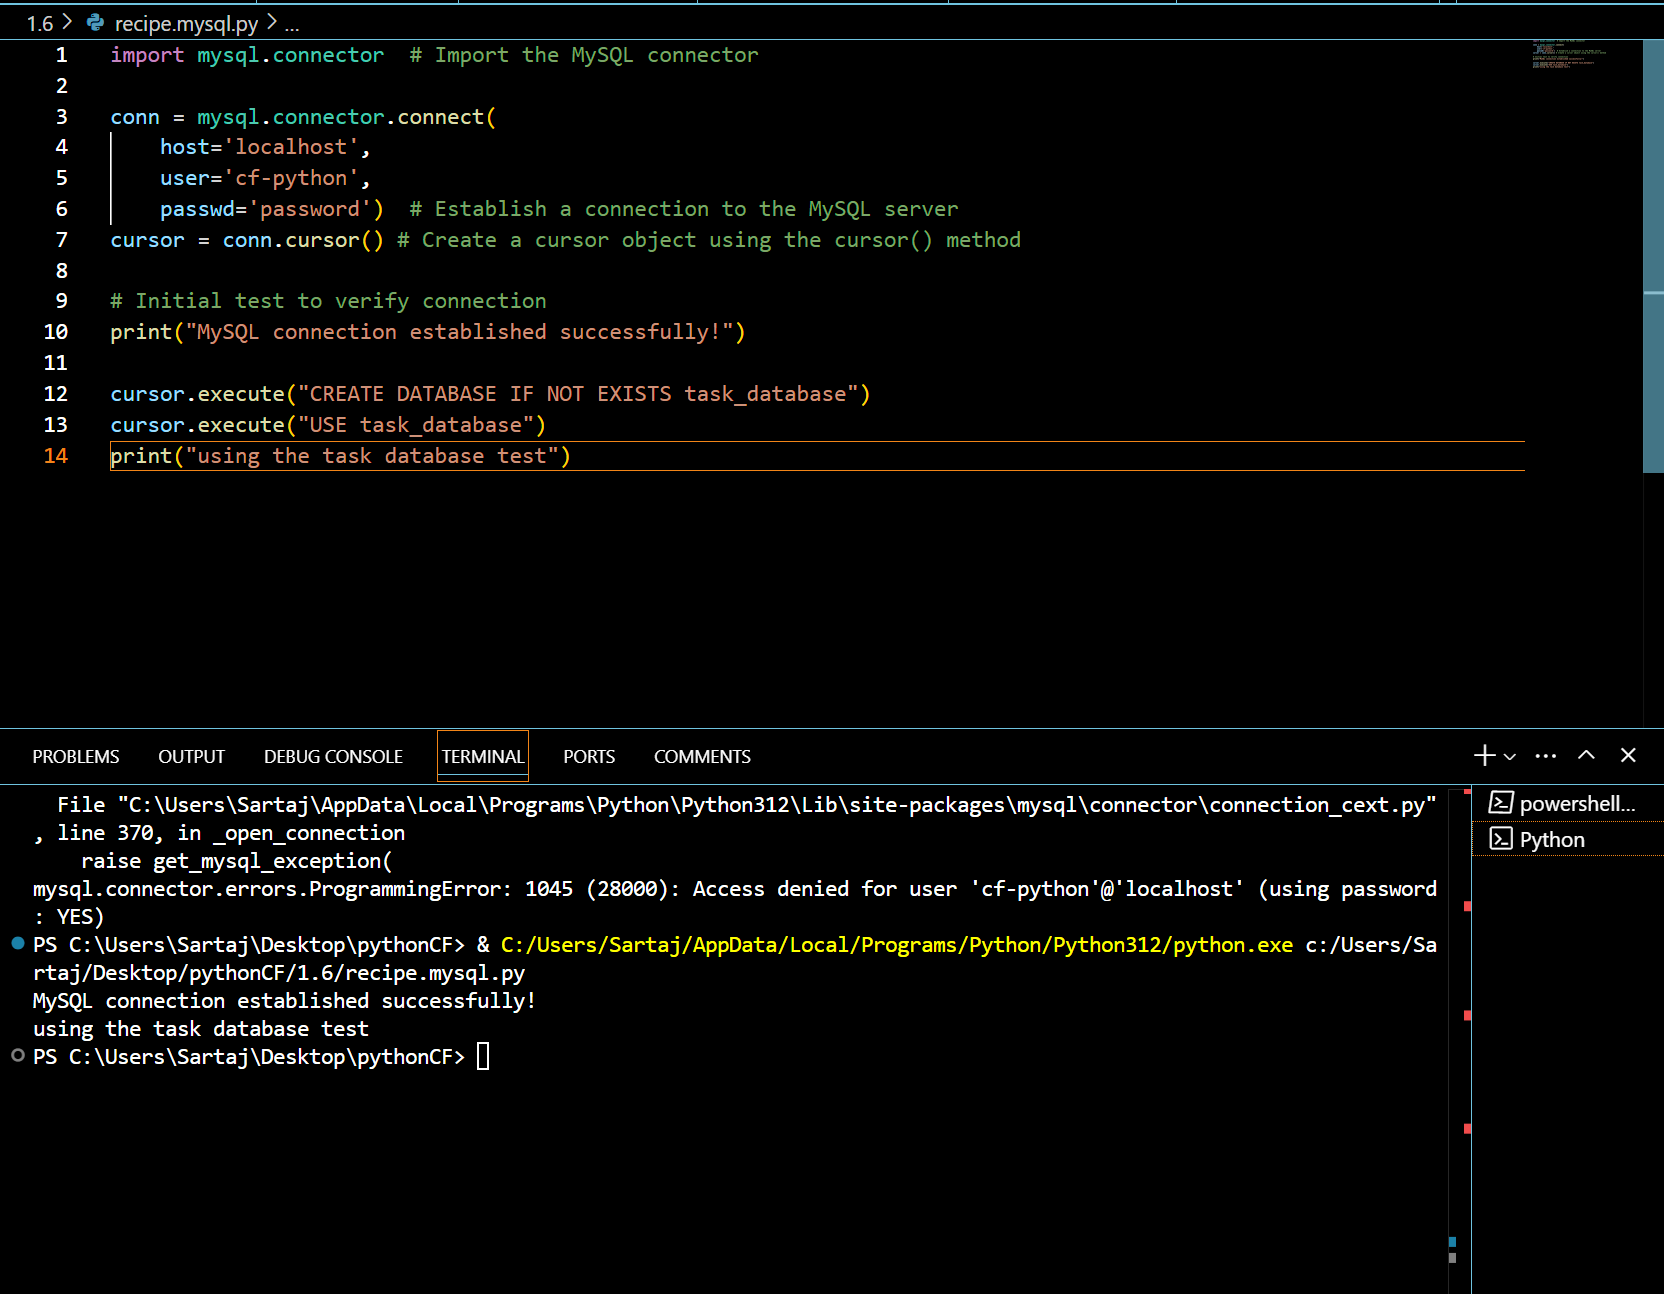 1.6 > recipe.mysql.py > ...
1 import mysql.connector  # Import the MySQL connector
2
3 conn = mysql.connector.connect(
4     host='localhost',
5     user='cf-python',
6     passwd='password')  # Establish a connection to the MySQL server
7 cursor = conn.cursor() # Create a cursor object using the cursor() method
8
9 # Initial test to verify connection
10 print("MySQL connection established successfully!")
11
12 cursor.execute("CREATE DATABASE IF NOT EXISTS task_database")
13 cursor.execute("USE task_database")
14 print("using the task database test")
PROBLEMS OUTPUT DEBUG CONSOLE TERMINAL PORTS COMMENTS
  File "C:\Users\Sartaj\AppData\Local\Programs\Python\Python312\Lib\site-packages\mysql\connector\connection_cext.py"
, line 370, in _open_connection
    raise get_mysql_exception(
mysql.connector.errors.ProgrammingError: 1045 (28000): Access denied for user 'cf-python'@'localhost' (using password
: YES)
PS C:\Users\Sartaj\Desktop\pythonCF> & C:/Users/Sartaj/AppData/Local/Programs/Python/Python312/python.exe c:/Users/Sa
rtaj/Desktop/pythonCF/1.6/recipe.mysql.py
MySQL connection established successfully!
using the task database test
PS C:\Users\Sartaj\Desktop\pythonCF>
powershell...
Python